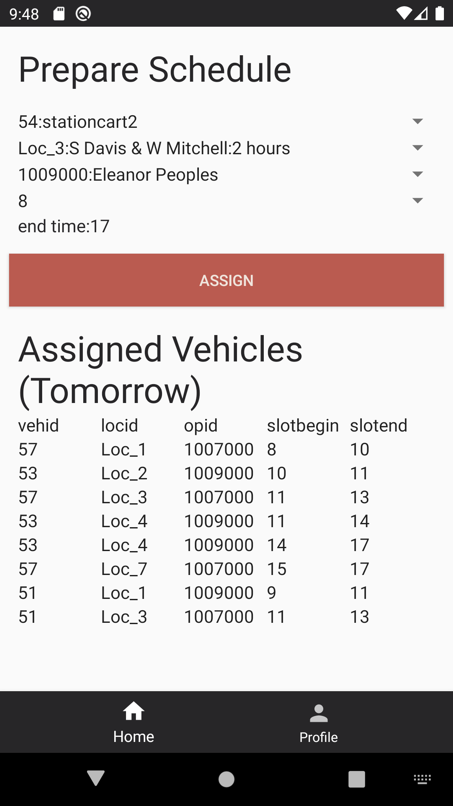 9:48
Prepare Schedule
54:stationcart2
Loc_3:S Davis & W Mitchell:2 hours
1009000:Eleanor Peoples
8
end time:17
ASSIGN
Assigned Vehicles
(Tomorrow)
vehid locid opid slotbegin slotend
57 Loc_1 1007000 8 10
53 Loc_2 1009000 10 11
57 Loc_3 1007000 11 13
53 Loc_4 1009000 11 14
53 Loc_4 1009000 14 17
57 Loc_7 1007000 15 17
51 Loc_1 1009000 9 11
51 Loc_3 1007000 11 13
Home Profile